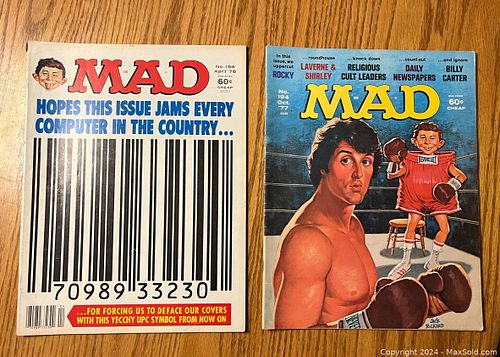 No. 198
April '78
60¢
CHEAP
MAD
HOPES THIS ISSUE JAMS EVERY
COMPUTER IN THE COUNTRY...
70989 33230
...FOR FORCING US TO DEFACE OUR COVERS
WITH THIS YECCHY UPC SYMBOL FROM NOW ON
In this
issue, we
uppercut
ROCKY
...roundhouse
LAVERNE &
SHIRLEY
...knock down
RELIGIOUS
CULT LEADERS
...count out
DAILY
NEWSPAPERS
...and ignore
BILLY
CARTER
No.
194
Oct.
'77
MAD
60¢
CHEAP
JACK
RICKARD
Copyright 2024 - MaxSold.com